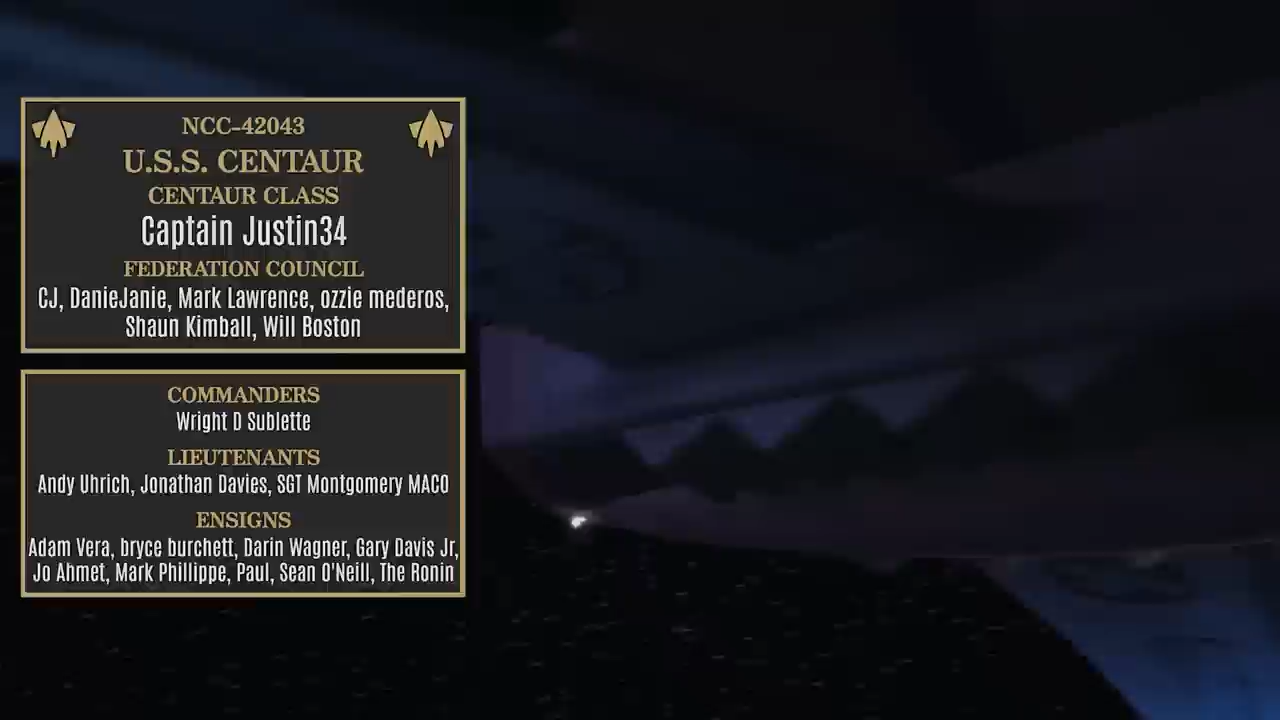 NCC-42043
U.S.S. CENTAUR
CENTAUR CLASS
Captain Justin34
FEDERATION COUNCIL
CJ, DanieJanie, Mark Lawrence, ozzie mederos,
Shaun Kimball, Will Boston
COMMANDERS
Wright D Sublette
LIEUTENANTS
Andy Uhrich, Jonathan Davies, SGT Montgomery MACO
ENSIGNS
Adam Vera, bryce burchett, Darin Wagner, Gary Davis Jr,
Jo Ahmet, Mark Phillippe, Paul, Sean O'Neill, The Ronin